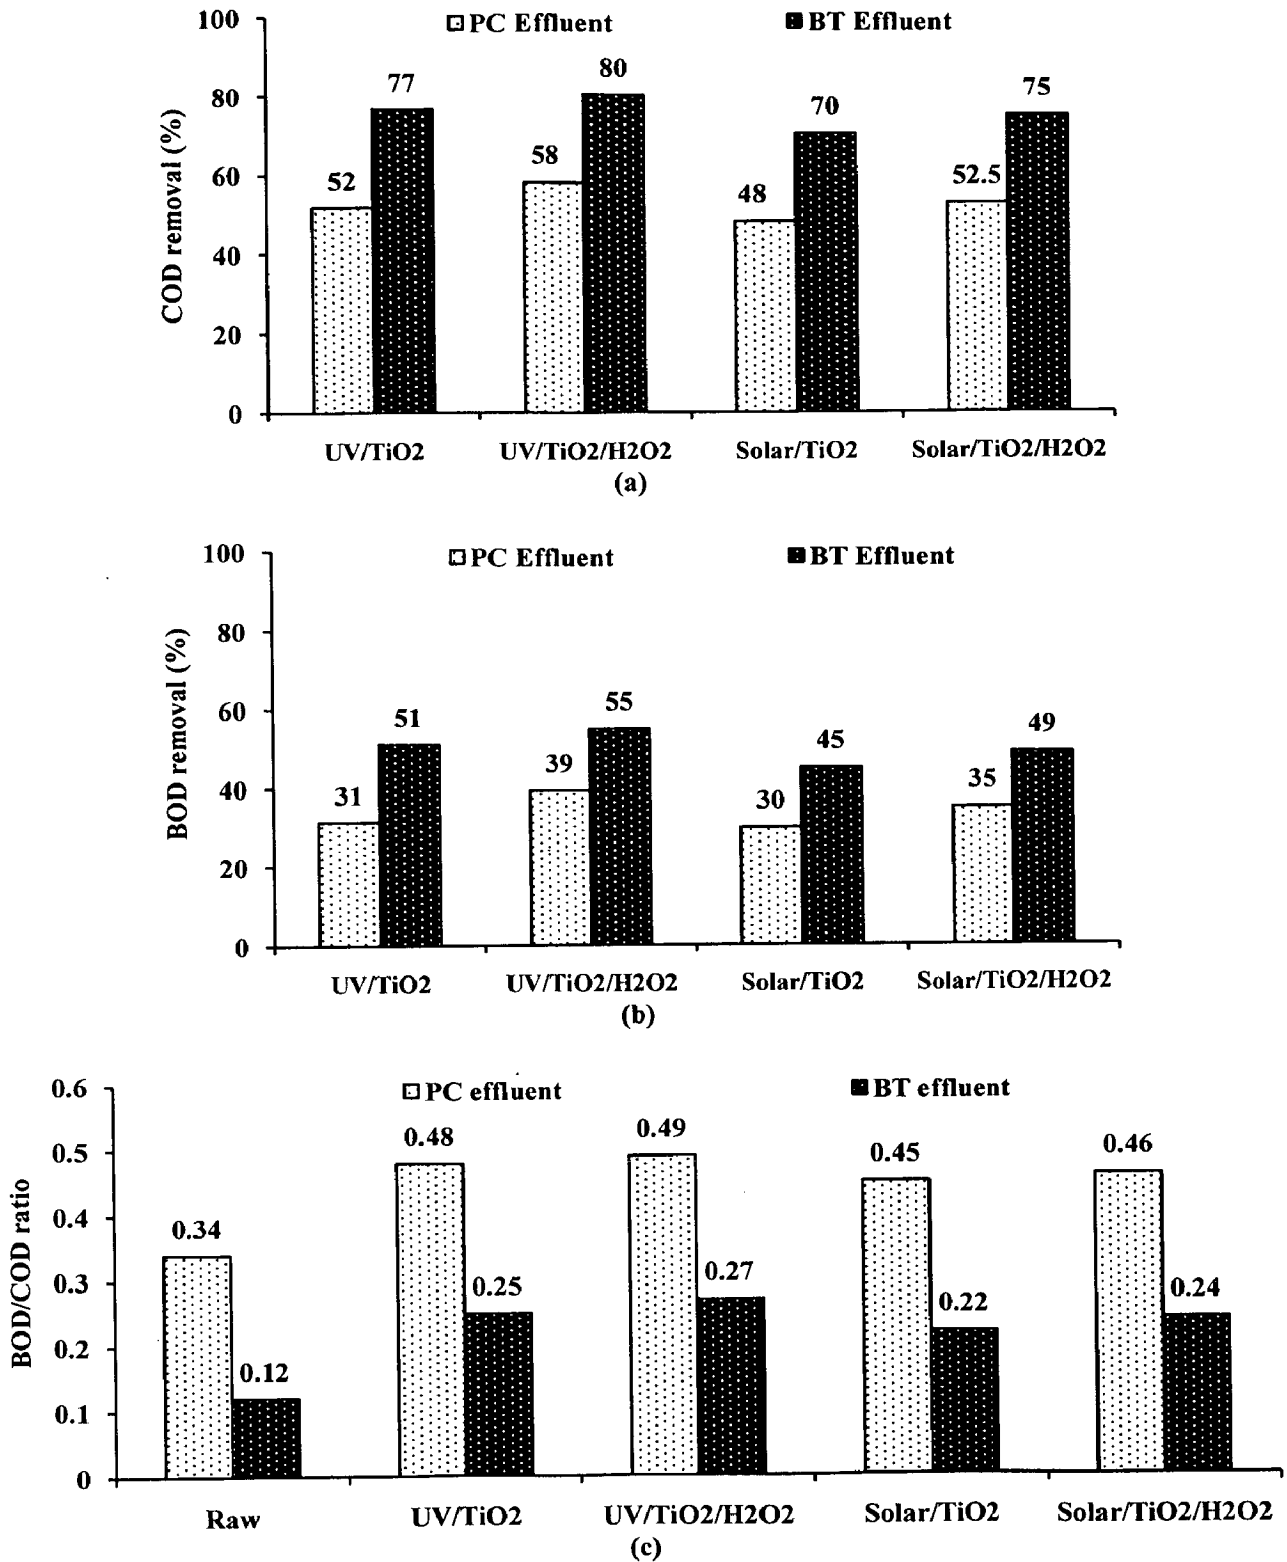 100
PC Effluent
BT Effluent
80
60
40
20
0
COD removal (%)
52
77
58
80
48
70
52.5
75
UV/TiO2
UV/TiO2/H2O2
Solar/TiO2
Solar/TiO2/H2O2
(a)
100
PC Effluent
BT Effluent
80
60
40
20
0
BOD removal (%)
31
51
39
55
30
45
35
49
UV/TiO2
UV/TiO2/H2O2
Solar/TiO2
Solar/TiO2/H2O2
(b)
0.6
PC effluent
BT effluent
0.5
0.4
0.3
0.2
0.1
0
BOD/COD ratio
0.34
0.12
0.48
0.25
0.49
0.27
0.45
0.22
0.46
0.24
Raw
UV/TiO2
UV/TiO2/H2O2
Solar/TiO2
Solar/TiO2/H2O2
(c)